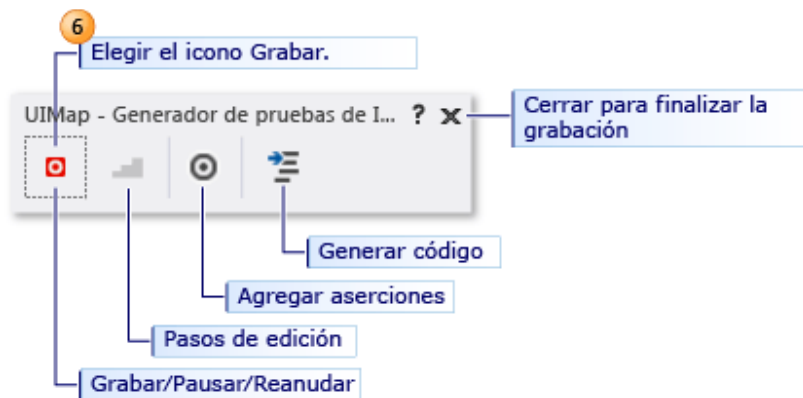 6
Elegir el icono Grabar.
UIMap - Generador de pruebas de I... ? x
Cerrar para finalizar la
grabación
Generar código
Agregar aserciones
Pasos de edición
Grabar/Pausar/Reanudar